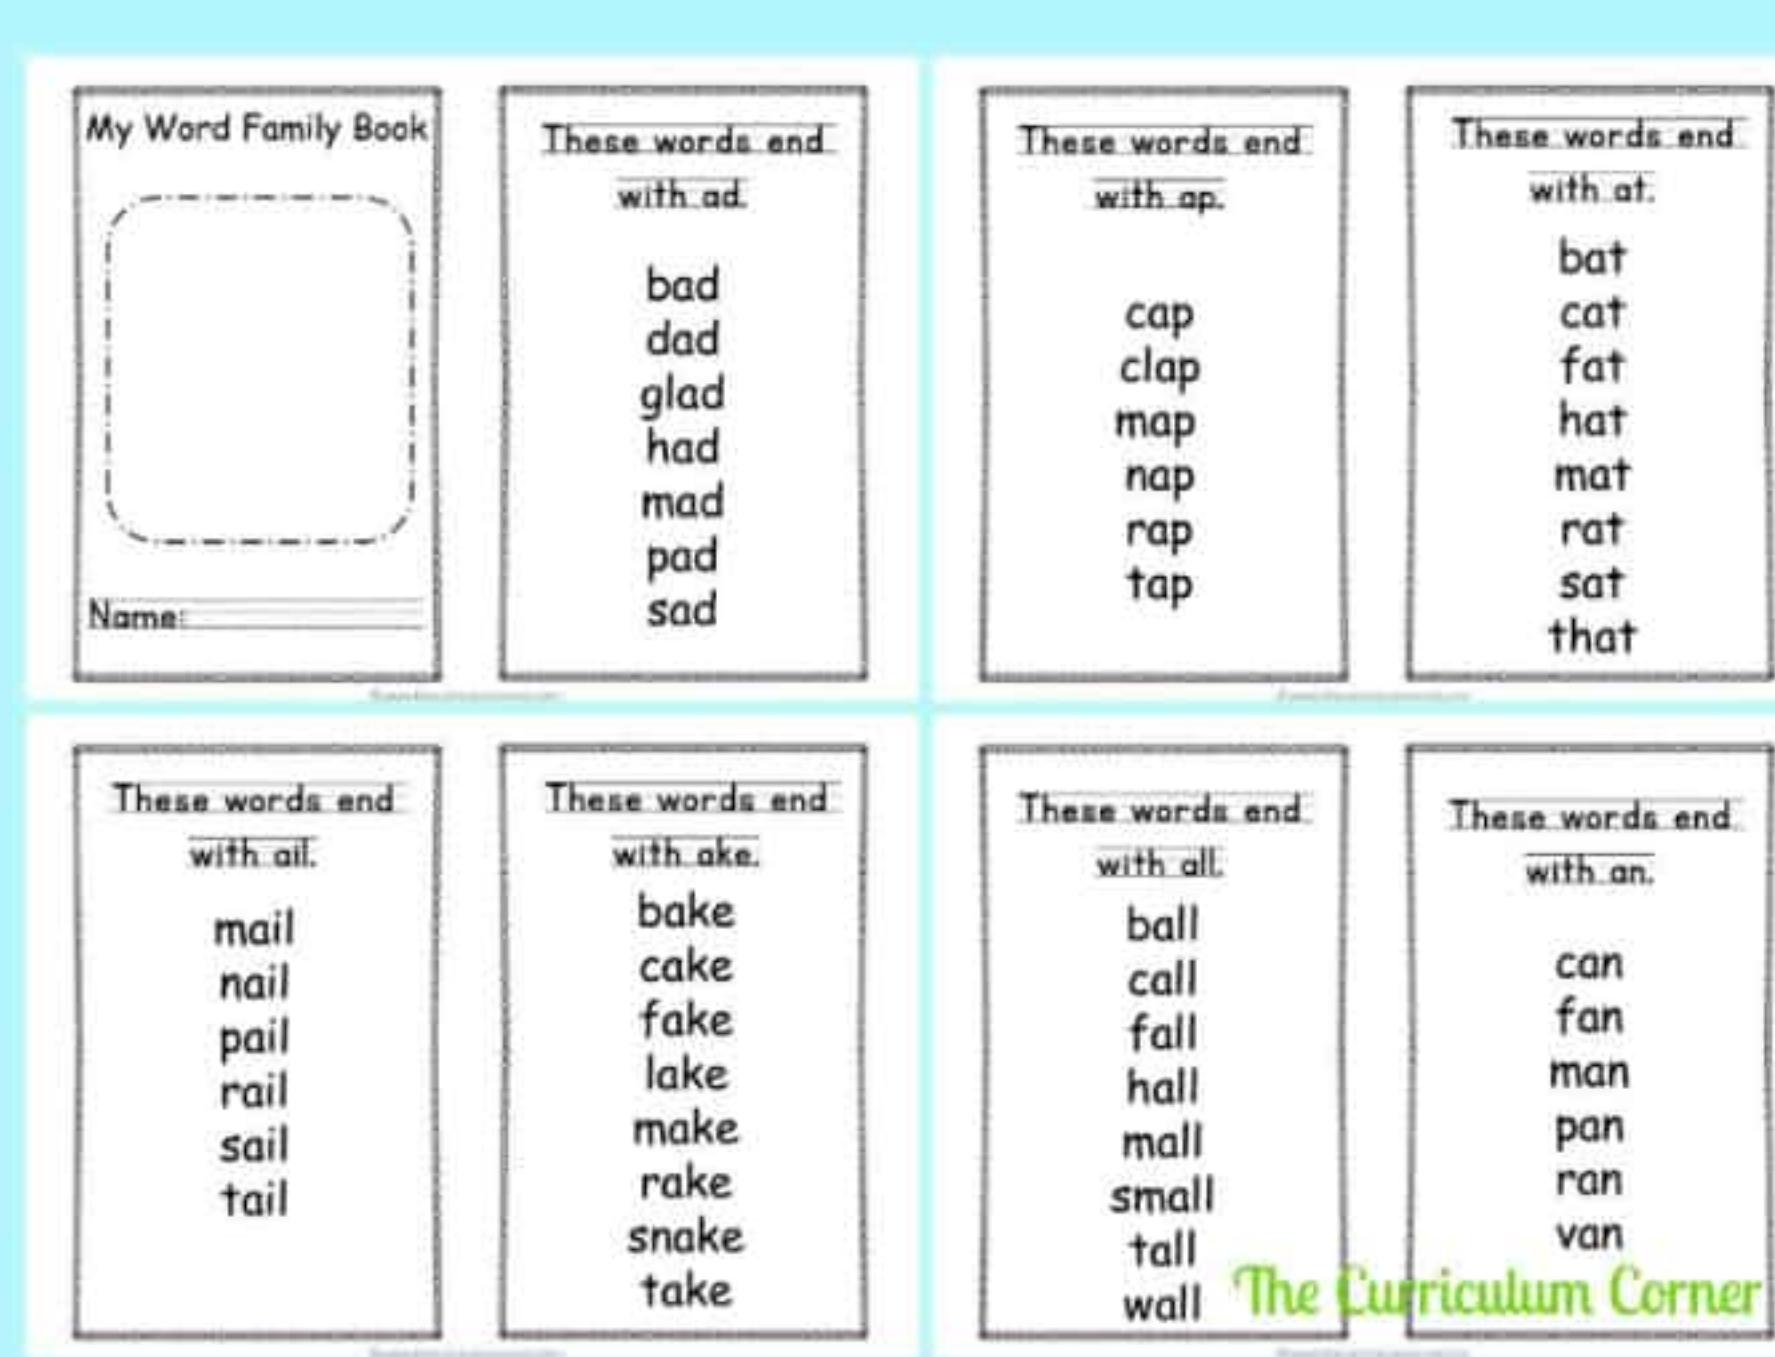 My Word Family Book
Name:
These words end
with ad.
bad
dad
glad
had
mad
pad
sad
These words end
with ap.
cap
clap
map
nap
rap
tap
These words end
with at.
bat
cat
fat
hat
mat
rat
sat
that
These words end
with ail.
mail
nail
pail
rail
sail
tail
These words end
with ake.
bake
cake
fake
lake
make
rake
snake
take
These words end
with all.
ball
call
fall
hall
mall
small
tall
wall
These words end
with an.
can
fan
man
pan
ran
van
The Curriculum Corner